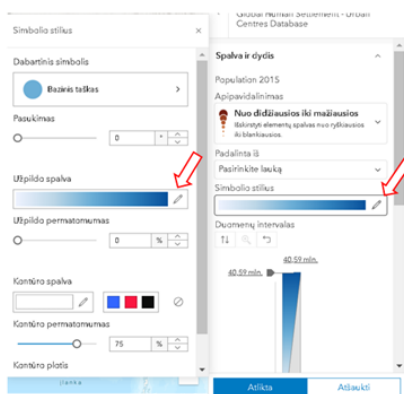 Simbolio stilius
×
Dabartinis simbolis
Bazinis taškas
Pasukimas
0
°
Užpildo spalva
Užpildo permatomumas
0
%
Kontūro spalva
Kontūro permatomumas
75
%
Kontūro plotis
įlanka
Global Human Settlement - Urban
Centres Database
Spalva ir dydis
Population 2015
Apipavidalinimas
Nuo didžiausios iki mažiausios
Išdėstyti elementų spalvas nuo ryškiausios
iki blankiausios.
Padalinta iš
Pasirinkite lauką
Simbolio stilius
Duomenų intervalas
40,59 mln.
40,59 mln.
Atlikta
Atšaukti